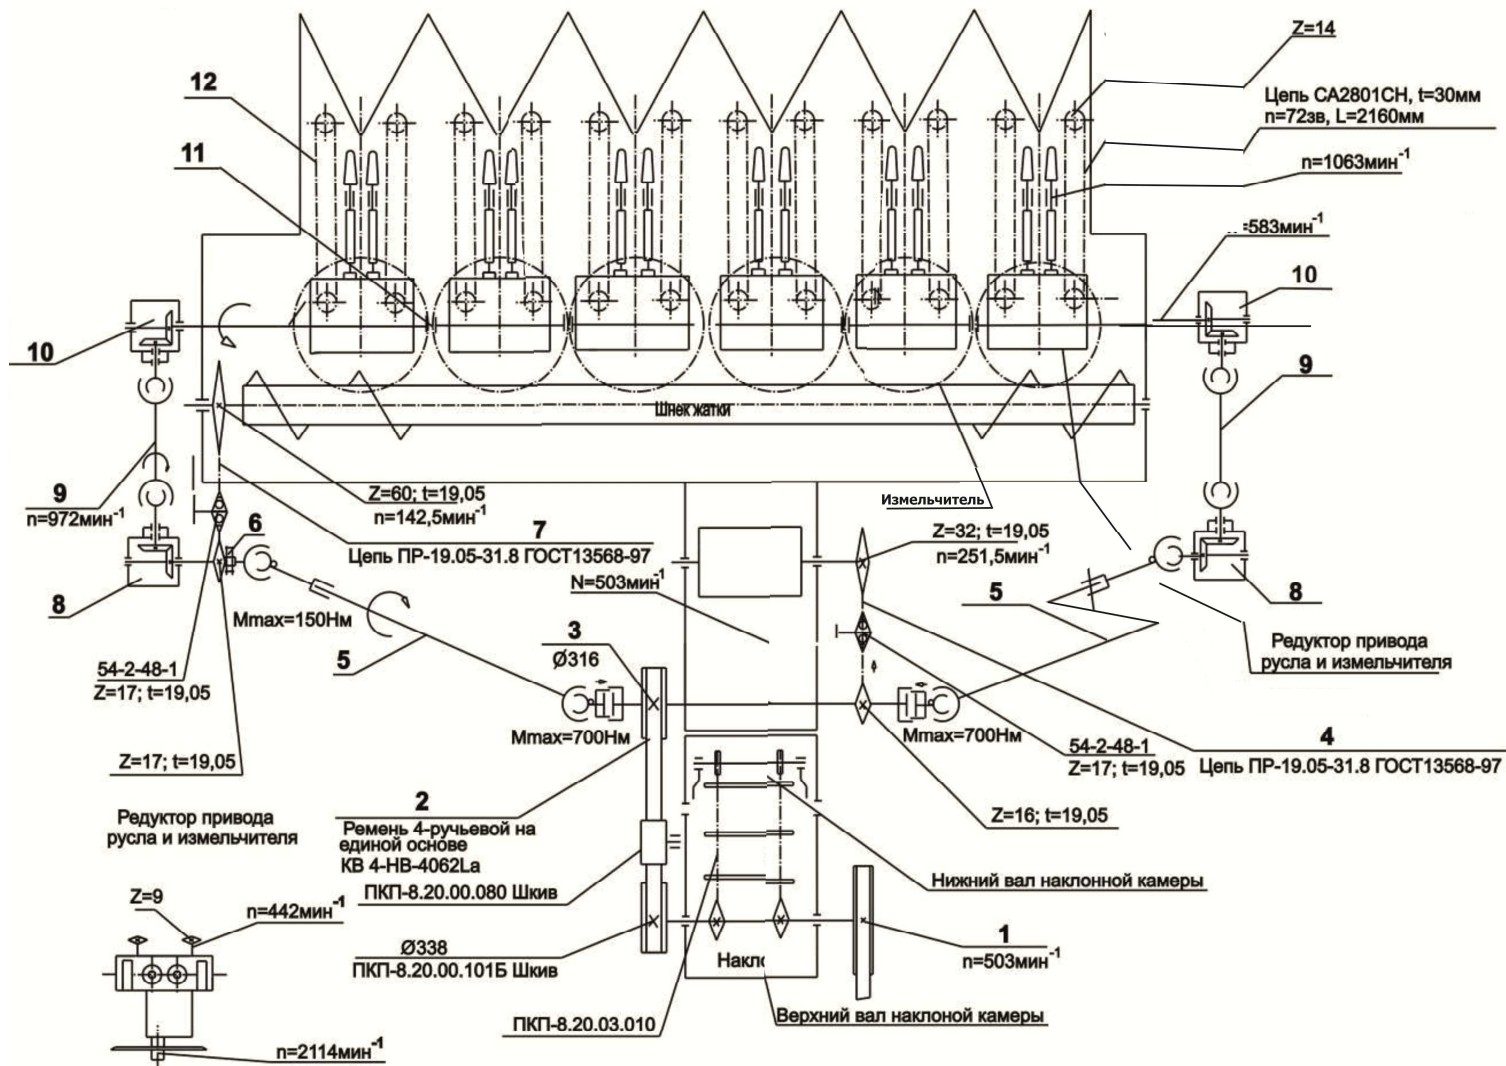 Z=14
12
Цепь СА2801СН, t=30мм
n=72зв, L=2160мм
11
n=1063мин⁻¹
=583мин⁻¹
10
10
9
Шнек жатки
9
n=972мин⁻¹
Z=60; t=19,05
n=142,5мин⁻¹
Измельчитель
6
7
Цепь ПР-19.05-31.8 ГОСТ13568-97
Z=32; t=19,05
n=251,5мин⁻¹
N=503мин⁻¹
8
8
5
Mmax=150Нм
3
Ø316
5
Редуктор привода
русла и измельчителя
54-2-48-1
Z=17; t=19,05
Mmax=700Нм
Mmax=700Нм
4
Цепь ПР-19.05-31.8 ГОСТ13568-97
54-2-48-1
Z=17; t=19,05
Z=17; t=19,05
2
Ремень 4-ручьевой на
единой основе
КВ 4-НВ-4062La
Z=16; t=19,05
Редуктор привода
русла и измельчителя
ПКП-8.20.00.080 Шкив
Нижний вал наклонной камеры
Z=9
n=442мин⁻¹
Ø338
ПКП-8.20.00.101Б Шкив
Накл
1
n=503мин⁻¹
ПКП-8.20.03.010
Верхний вал наклоной камеры
n=2114мин⁻¹